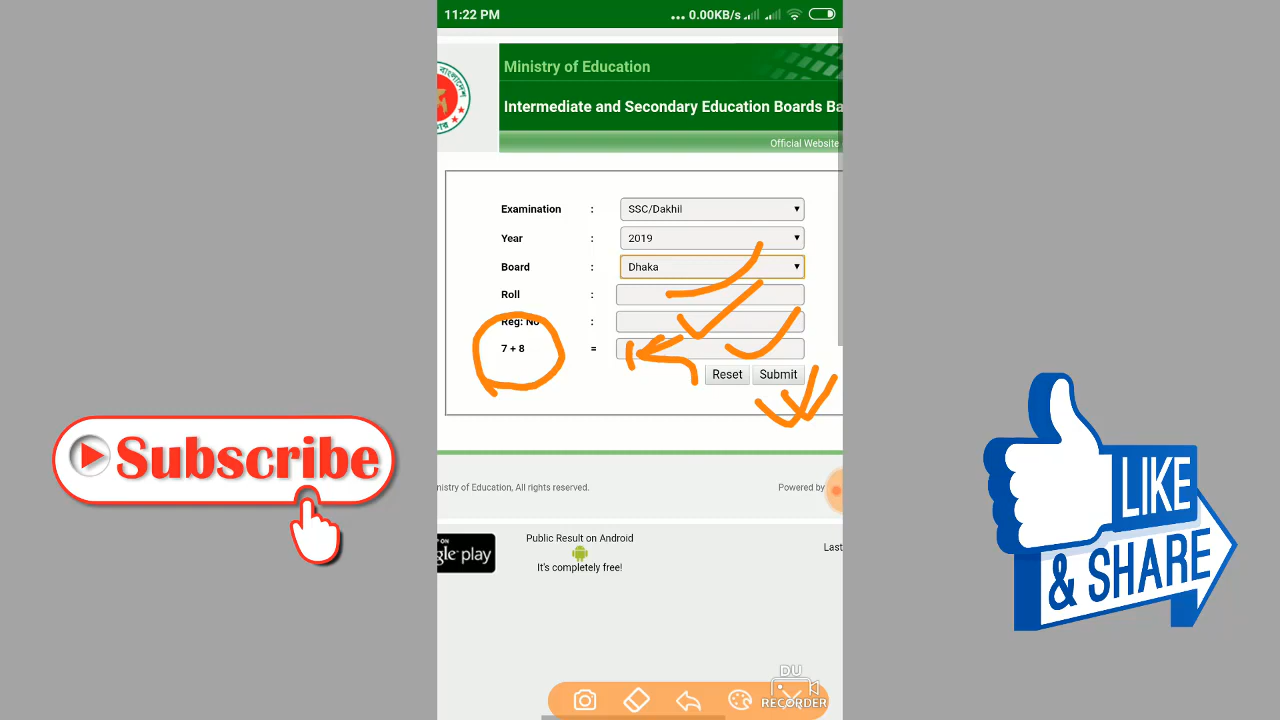 11:22 PM
0.00KB/s
Ministry of Education
Intermediate and Secondary Education Boards Ba
Official Website
Examination : SSC/Dakhil
Year : 2019
Board : Dhaka
Roll :
Reg: No :
7 + 8 =
Reset Submit
nistry of Education, All rights reserved.
Powered by
ON
gle play
Public Result on Android
It's completely free!
Last
Subscribe
LIKE
& SHARE
DU
RECORDER